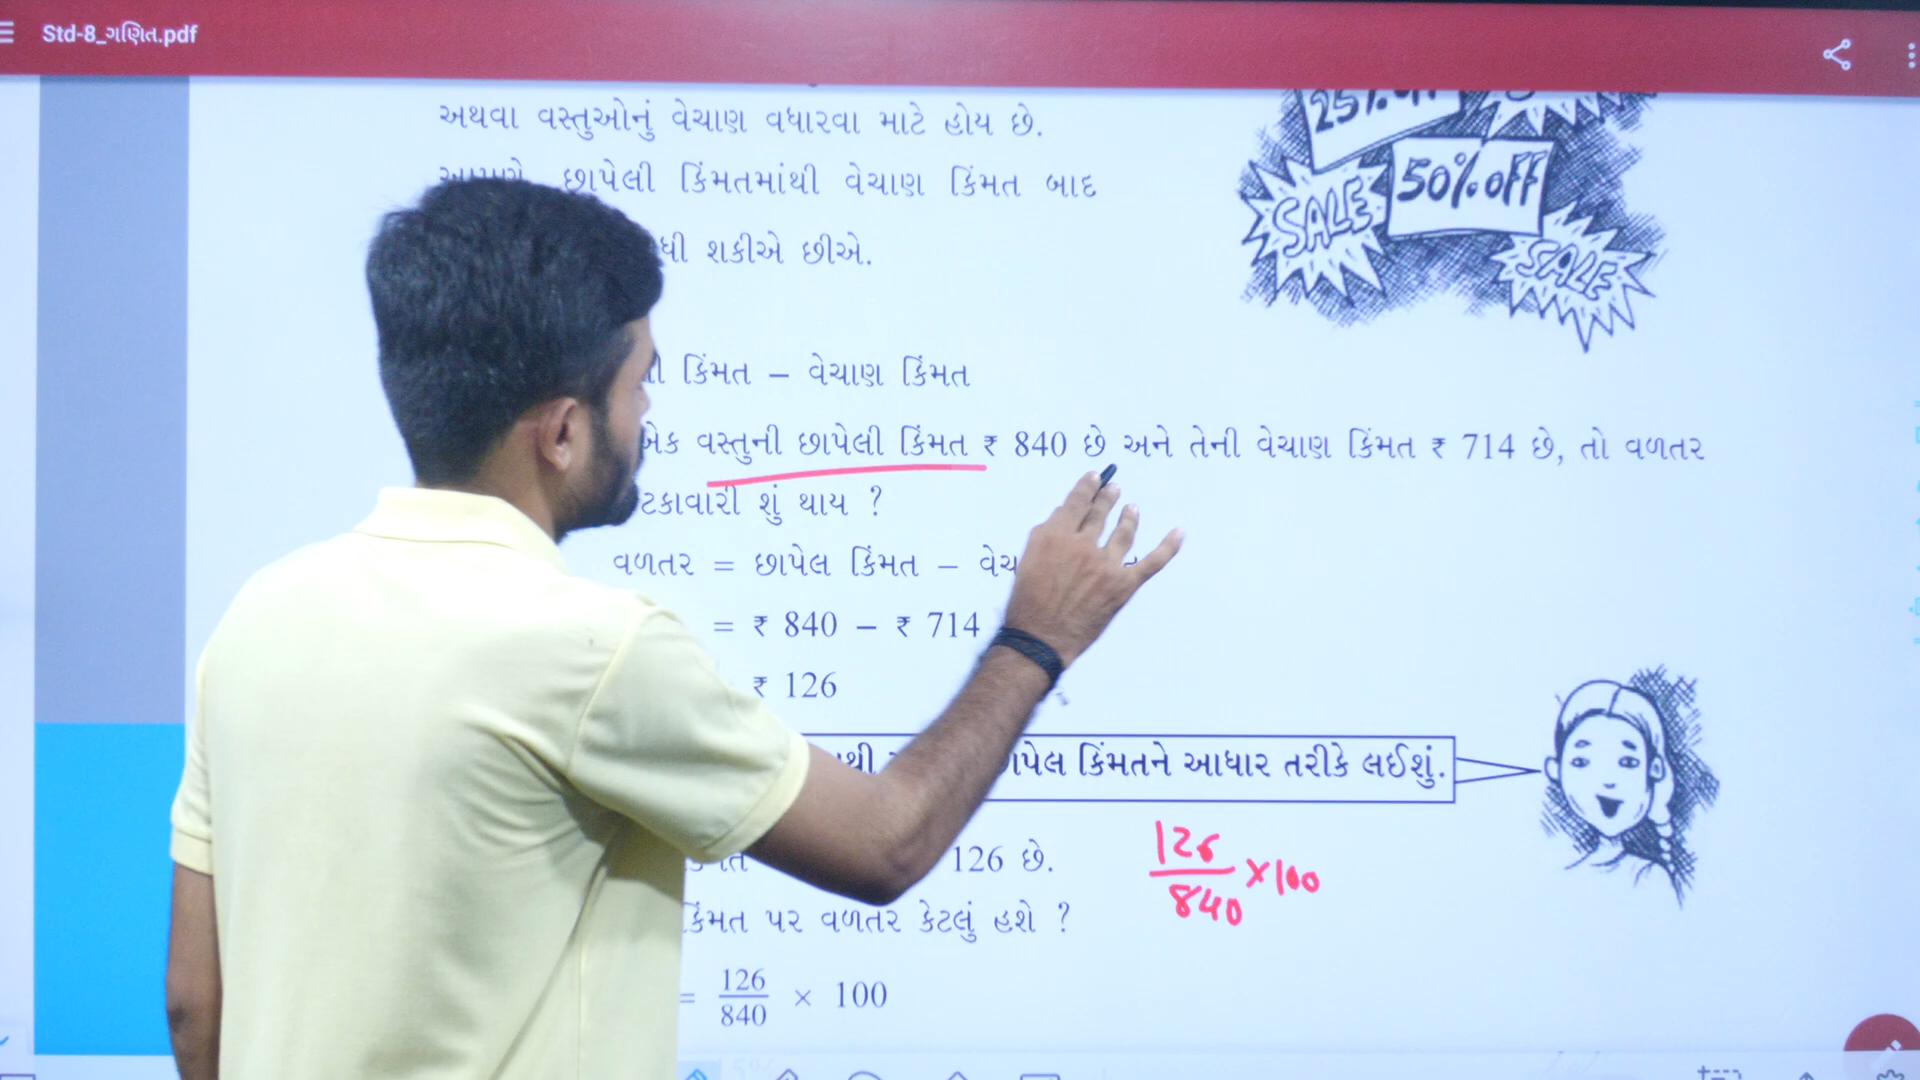 Std-8_ગણિત.pdf
અથવા વસ્તુઓનું વેચાણ વધારવા માટે હોય છે.
છાપેલી કિંમતમાંથી વેચાણ કિંમત બાદ
શકીએ છીએ.
25%
50% OFF
SALE
SALE
કિંમત – વેચાણ કિંમત
વસ્તુની છાપેલી કિંમત ₹ 840 છે અને તેની વેચાણ કિંમત ₹ 714 છે, તો વળતર
ટકાવારી શું થાય ?
વળતર = છાપેલ કિંમત –
= ₹ 840 – ₹ 714
₹ 126
કિંમતને આધાર તરીકે લઈશું.
126 છે.
કિંમત પર વળતર કેટલું હશે ?
126/840 ×100
= 126/840 × 100